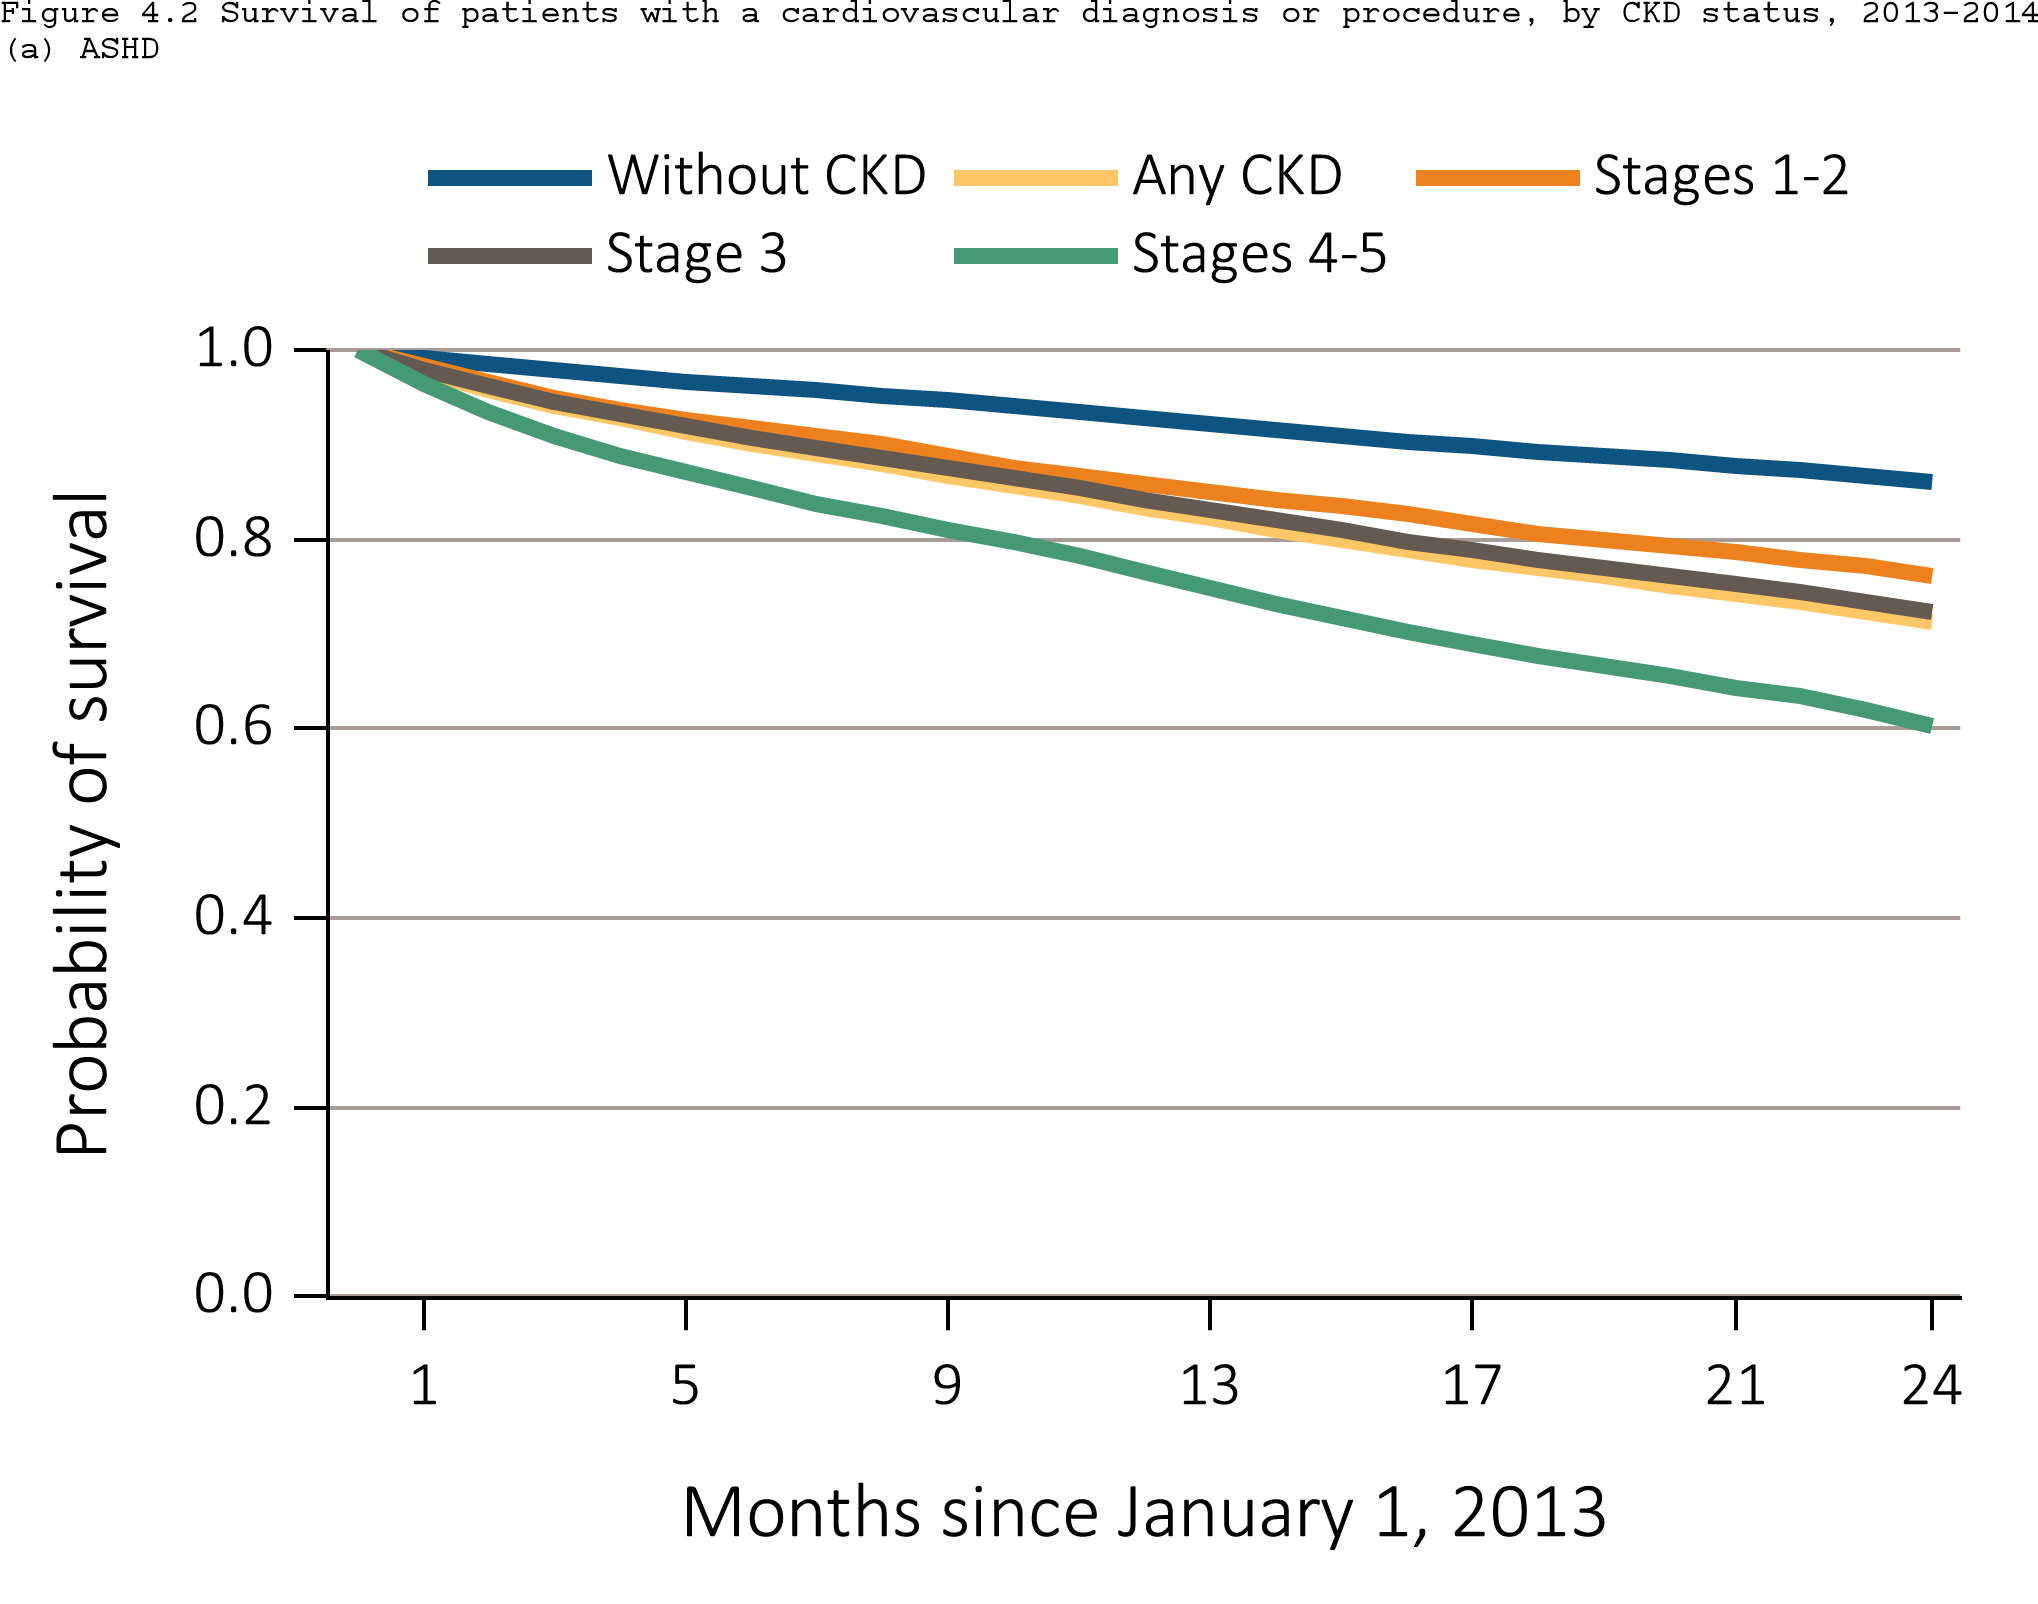 Figure 4.2 Survival of patients with a cardiovascular diagnosis or procedure, by CKD status, 2013-2014
(a) ASHD
Without CKD Any CKD Stages 1-2
Stage 3 Stages 4-5
1.0
0.8
0.6
0.4
0.2
0.0
Probability of survival
1 5 9 13 17 21 24
Months since January 1, 2013